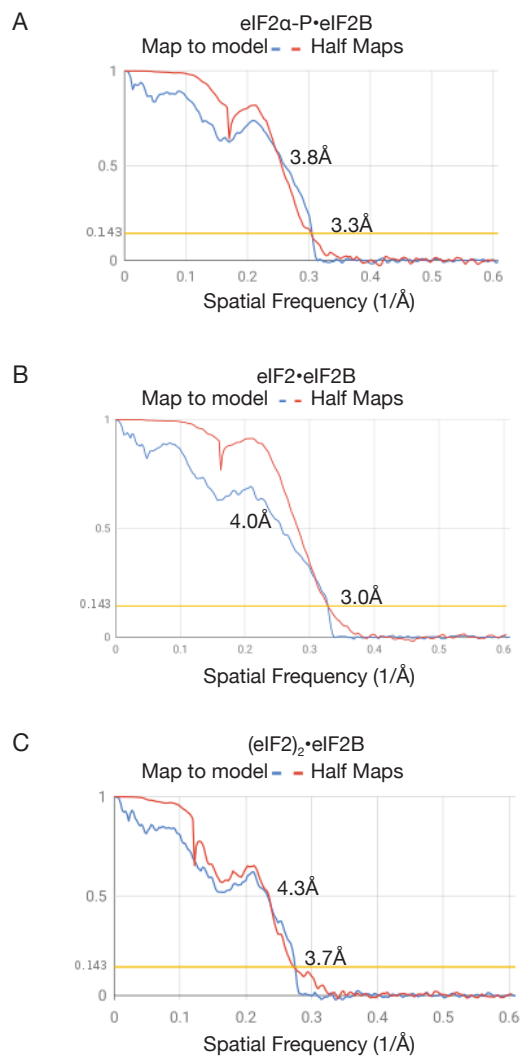 A
eIF2α-P•eIF2B
Map to model Half Maps
1
0.5
3.8Å
3.3Å
0.143
0
0 0.1 0.2 0.3 0.4 0.5 0.6
Spatial Frequency (1/Å)
B
eIF2•eIF2B
Map to model Half Maps
1
0.5
4.0Å
3.0Å
0.143
0
0 0.1 0.2 0.3 0.4 0.5 0.6
Spatial Frequency (1/Å)
C
(eIF2)₂•eIF2B
Map to model Half Maps
1
0.5
4.3Å
3.7Å
0.143
0
0 0.1 0.2 0.3 0.4 0.5 0.6
Spatial Frequency (1/Å)